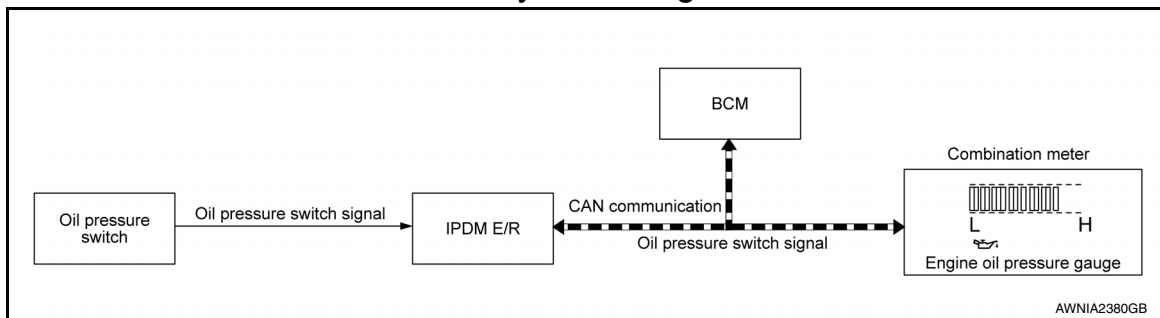 BCM
Combination meter
Oil pressure
switch
Oil pressure switch signal
IPDM E/R
CAN communication
Oil pressure switch signal
L H
Engine oil pressure gauge
AWNIA2380GB